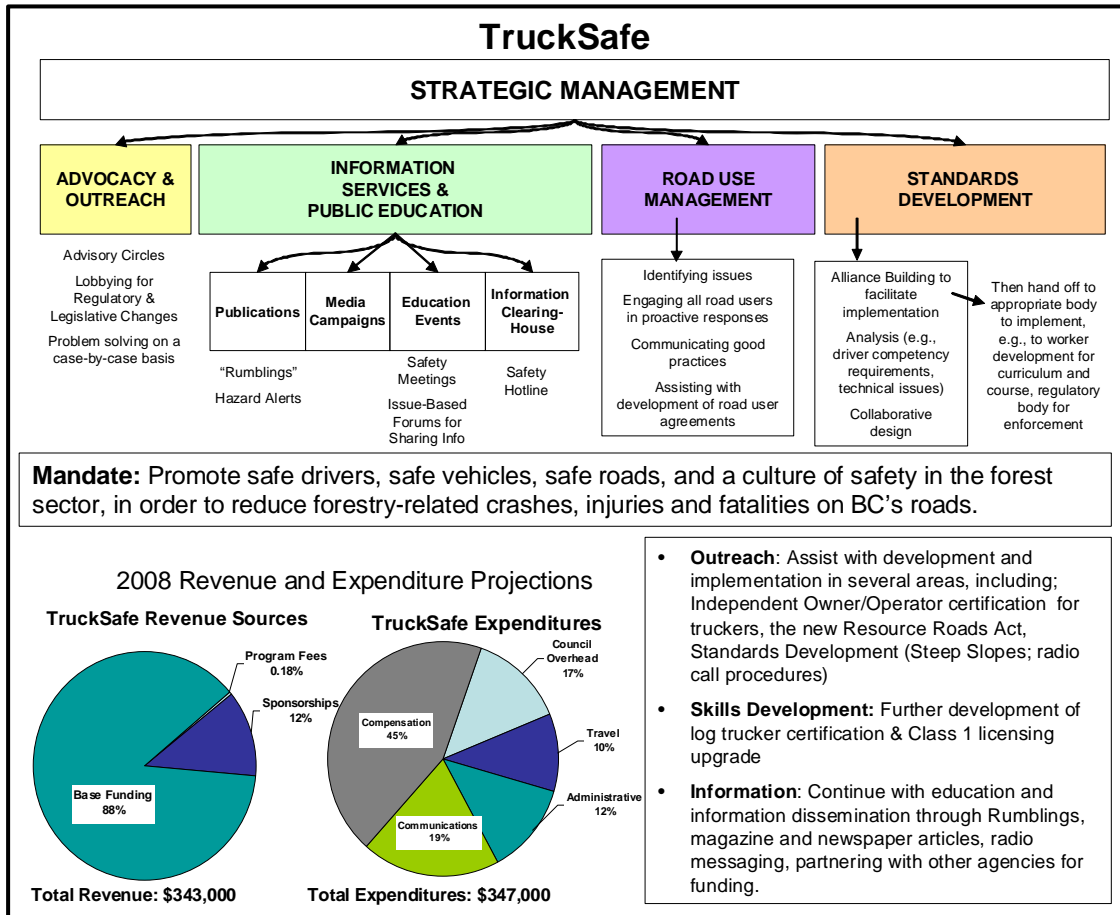 TruckSafe
STRATEGIC MANAGEMENT
ADVOCACY &
OUTREACH
INFORMATION
SERVICES &
PUBLIC EDUCATION
ROAD USE
MANAGEMENT
STANDARDS
DEVELOPMENT
Advisory Circles
Lobbying for
Regulatory &
Legislative Changes
Problem solving on a
case-by-case basis
Publications
Media
Campaigns
Education
Events
Information
Clearing-
House
“Rumblings”
Hazard Alerts
Safety
Meetings
Issue-Based
Forums for
Sharing Info
Safety
Hotline
Identifying issues
Engaging all road users
in proactive responses
Communicating good
practices
Assisting with
development of road user
agreements
Alliance Building to
facilitate
implementation
Analysis (e.g.,
driver competency
requirements,
technical issues)
Collaborative
design
Then hand off to
appropriate body
to implement,
e.g., to worker
development for
curriculum and
course, regulatory
body for
enforcement
Mandate: Promote safe drivers, safe vehicles, safe roads, and a culture of safety in the forest
sector, in order to reduce forestry-related crashes, injuries and fatalities on BC’s roads.
2008 Revenue and Expenditure Projections
TruckSafe Revenue Sources
Program Fees
0.18%
Sponsorships
12%
Base Funding
88%
Total Revenue: $343,000
TruckSafe Expenditures
Council
Overhead
17%
Compensation
45%
Travel
10%
Administrative
12%
Communications
19%
Total Expenditures: $347,000
• Outreach: Assist with development and
implementation in several areas, including;
Independent Owner/Operator certification for
truckers, the new Resource Roads Act,
Standards Development (Steep Slopes; radio
call procedures)
• Skills Development: Further development of
log trucker certification & Class 1 licensing
upgrade
• Information: Continue with education and
information dissemination through Rumblings,
magazine and newspaper articles, radio
messaging, partnering with other agencies for
funding.